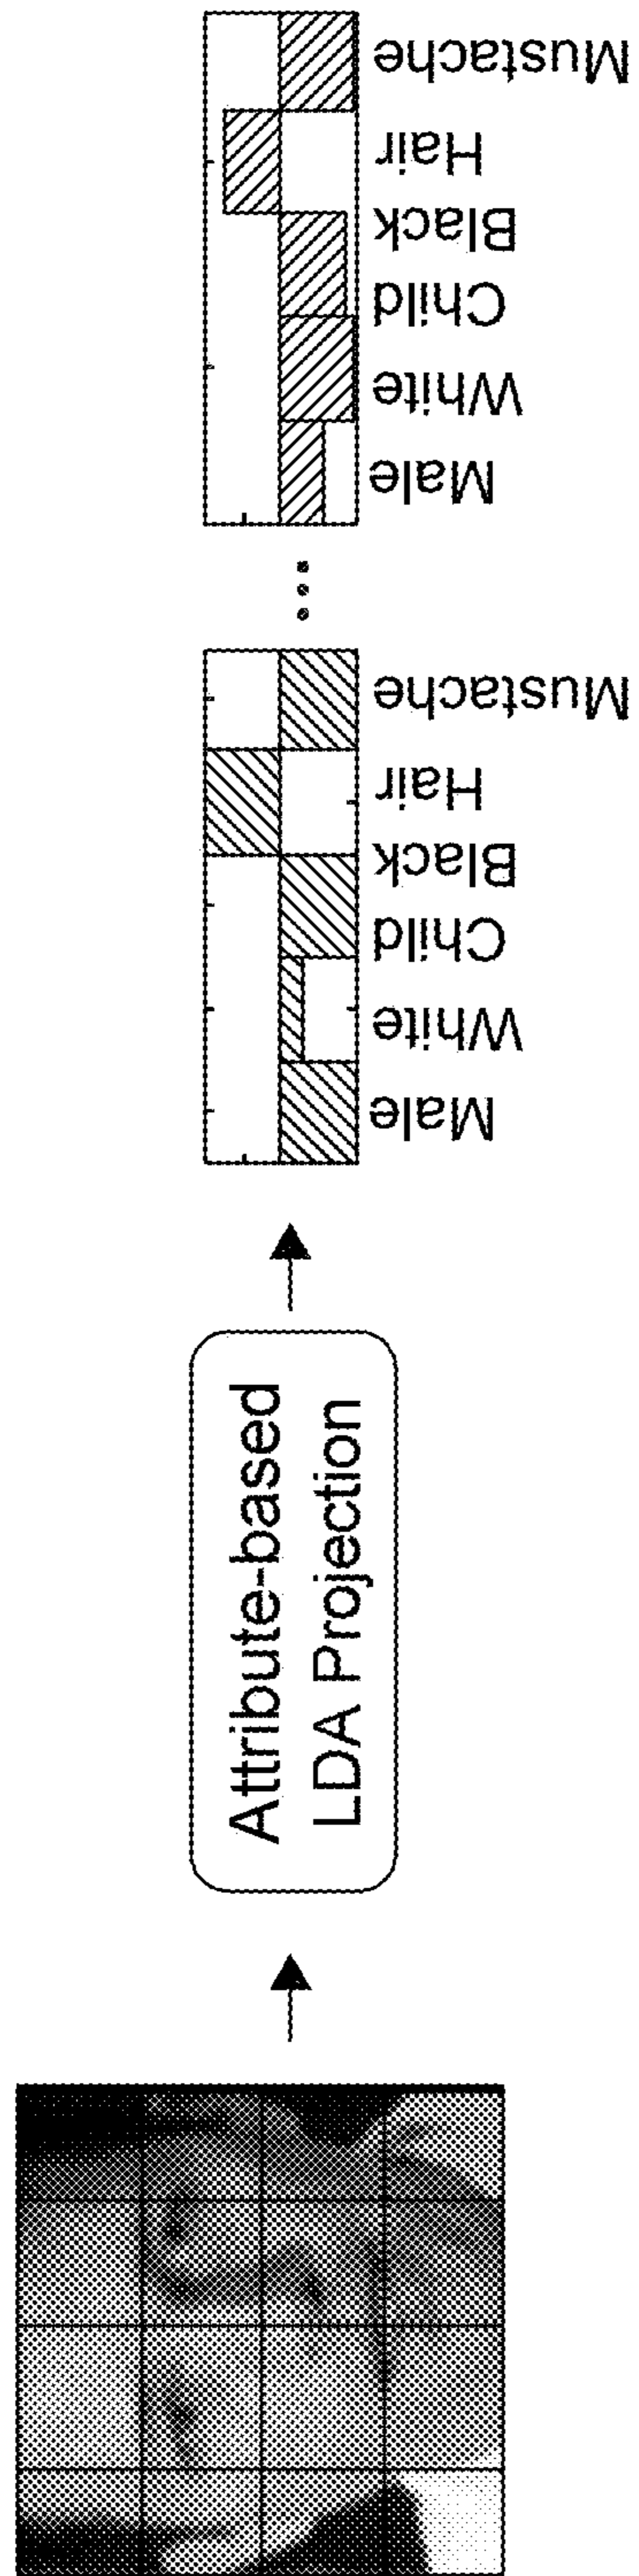 Attribute-based
LDA Projection
Male
White
Child
Black
Hair
Mustache
...
Male
White
Child
Black
Hair
Mustache